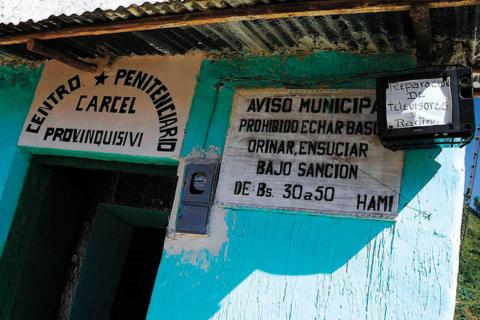 CENTRO ★ PENITENCIARIO
CARCEL
PROVINQUISIVI
AVISO MUNICIPA
PROHIBIDO ECHAR BASU
ORINAR, ENSUCIAR
BAJO SANCION
DE: Bs. 30 a 50 HAMI
Reparación
De
televisores
y
Radios